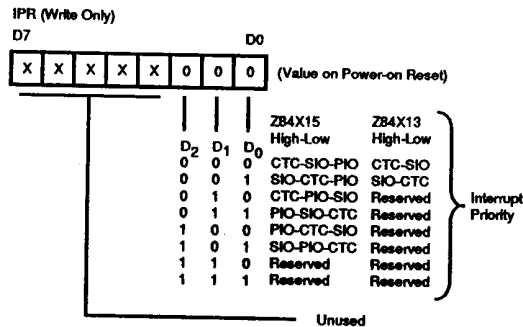 IPR (Write Only)
D7 D0
X X X X X 0 0 0 (Value on Power-on Reset)
Z84X15 Z84X13
D2 D1 D0 High-Low High-Low
0 0 0 CTC-SIO-PIO CTC-SIO
0 0 1 SIO-CTC-PIO SIO-CTC
0 1 0 CTC-PIO-SIO Reserved
0 1 1 PIO-SIO-CTC Reserved
1 0 0 PIO-CTC-SIO Reserved
1 0 1 SIO-PIO-CTC Reserved
1 1 0 Reserved Reserved
1 1 1 Reserved Reserved
Interrupt
Priority
Unused